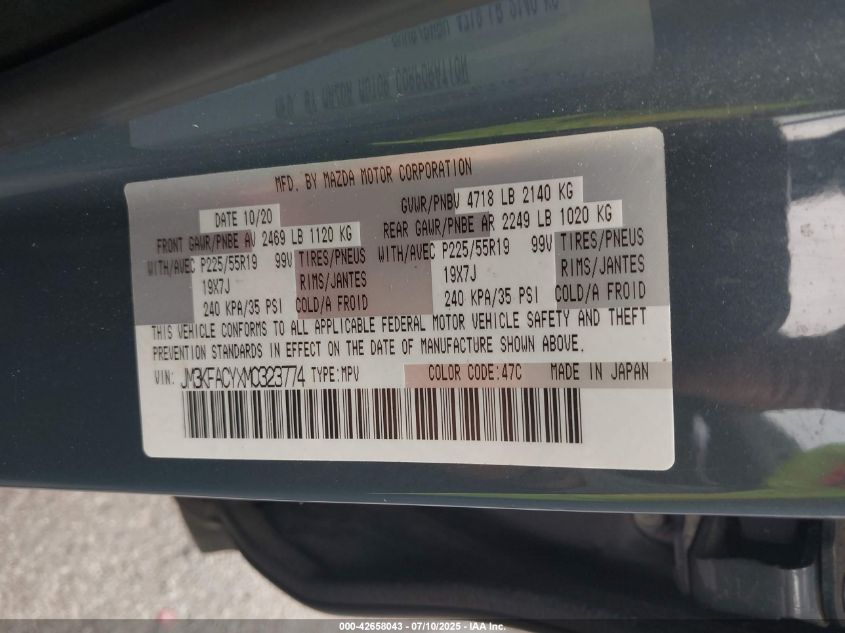 MFD. BY MAZDA MOTOR CORPORATION
DATE 10/20 GVWR/PNBV 4718 LB 2140 KG
FRONT GAWR/PNBE AV 2469 LB 1120 KG REAR GAWR/PNBE AR 2249 LB 1020 KG
WITH/AVEC P225/55R19 99V TIRES/PNEUS WITH/AVEC P225/55R19 99V TIRES/PNEUS
19X7J RIMS/JANTES 19X7J RIMS/JANTES
240 KPA/35 PSI COLD/A FROID 240 KPA/35 PSI COLD/A FROID
THIS VEHICLE CONFORMS TO ALL APPLICABLE FEDERAL MOTOR VEHICLE SAFETY AND THEFT
PREVENTION STANDARDS IN EFFECT ON THE DATE OF MANUFACTURE SHOWN ABOVE.
VIN: JM3KFACYXM0323774 TYPE:MPV COLOR CODE:47C MADE IN JAPAN
000-42658043 - 07/10/2025 - IAA, Inc.